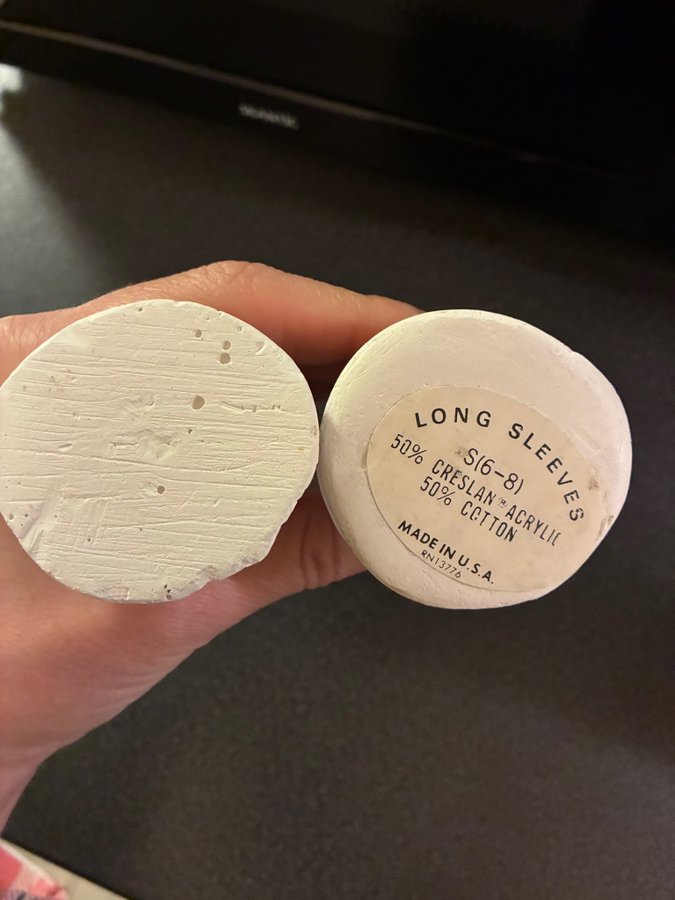 LONG SLEEVES
S(6-8)
50% CRESLAN® ACRYLIC
50% COTTON
MADE IN U.S.A.
RN13776